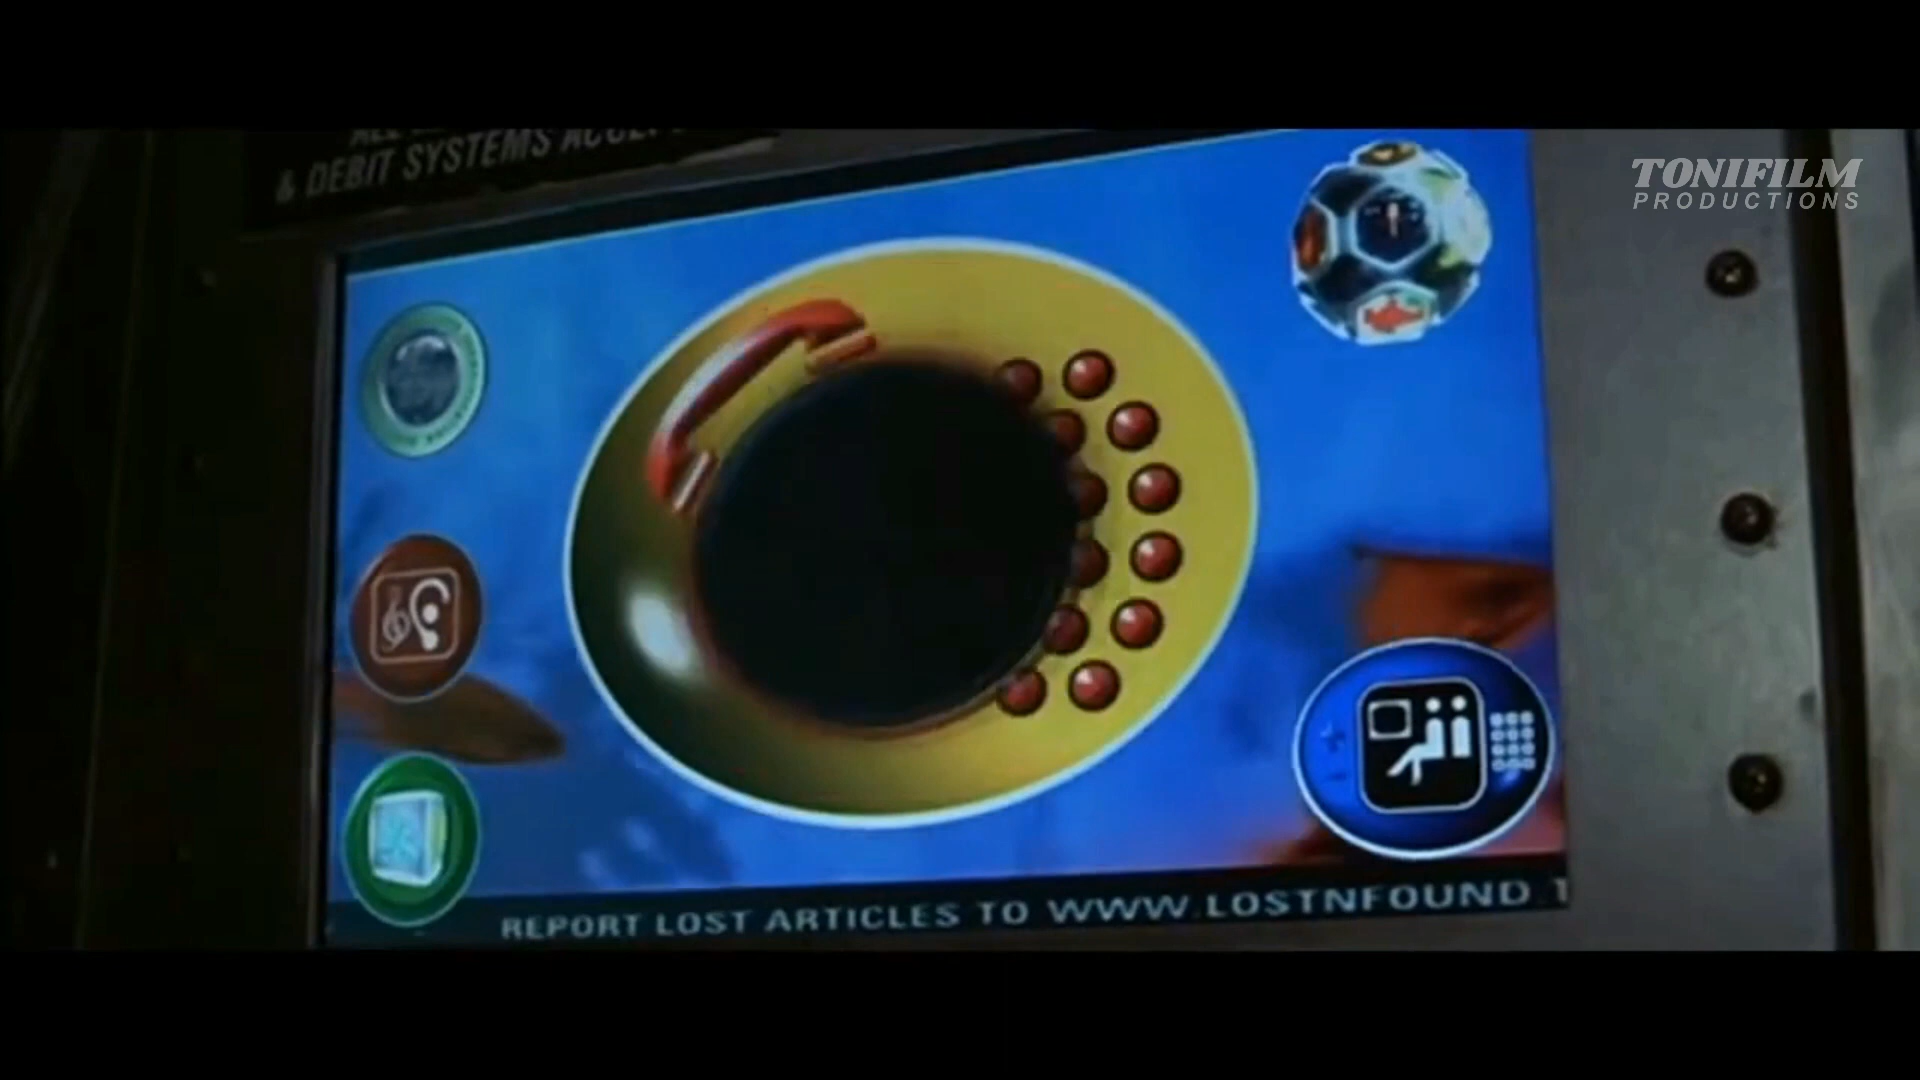 & DEBIT SYSTEMS
TONIFILM
PRODUCTIONS
REPORT LOST ARTICLES TO WWW.LOSTNFOUND.T